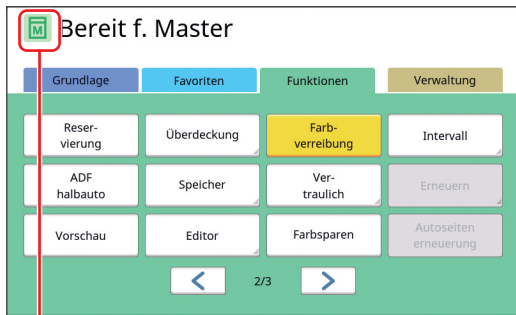 M Bereit f. Master
Grundlage Favoriten Funktionen Verwaltung
Reser-
vierung
Überdeckung
Farb-
verreibung
Intervall
ADF
halbauto
Speicher
Ver-
traulich
Erneuern
Vorschau
Editor
Farbsparen
Autoseiten
erneuerung
2/3